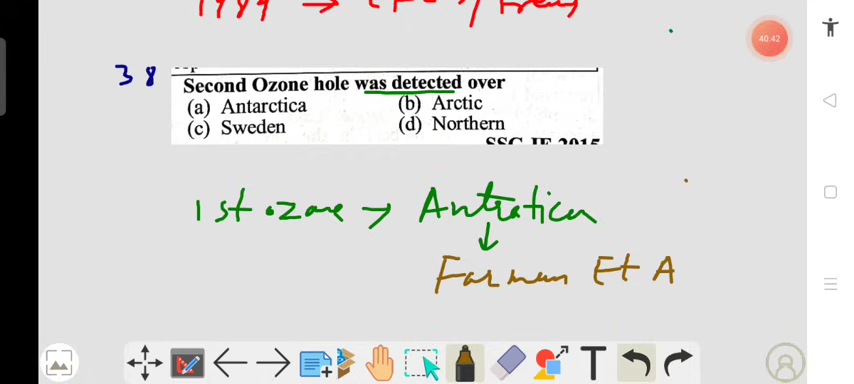 1989 →
40:42
38
Second Ozone hole was detected over
(a) Antarctica (b) Arctic
(c) Sweden (d) Northern
SSC JE 2015
1st ozone → Antratica
↓
Farman Et A
T